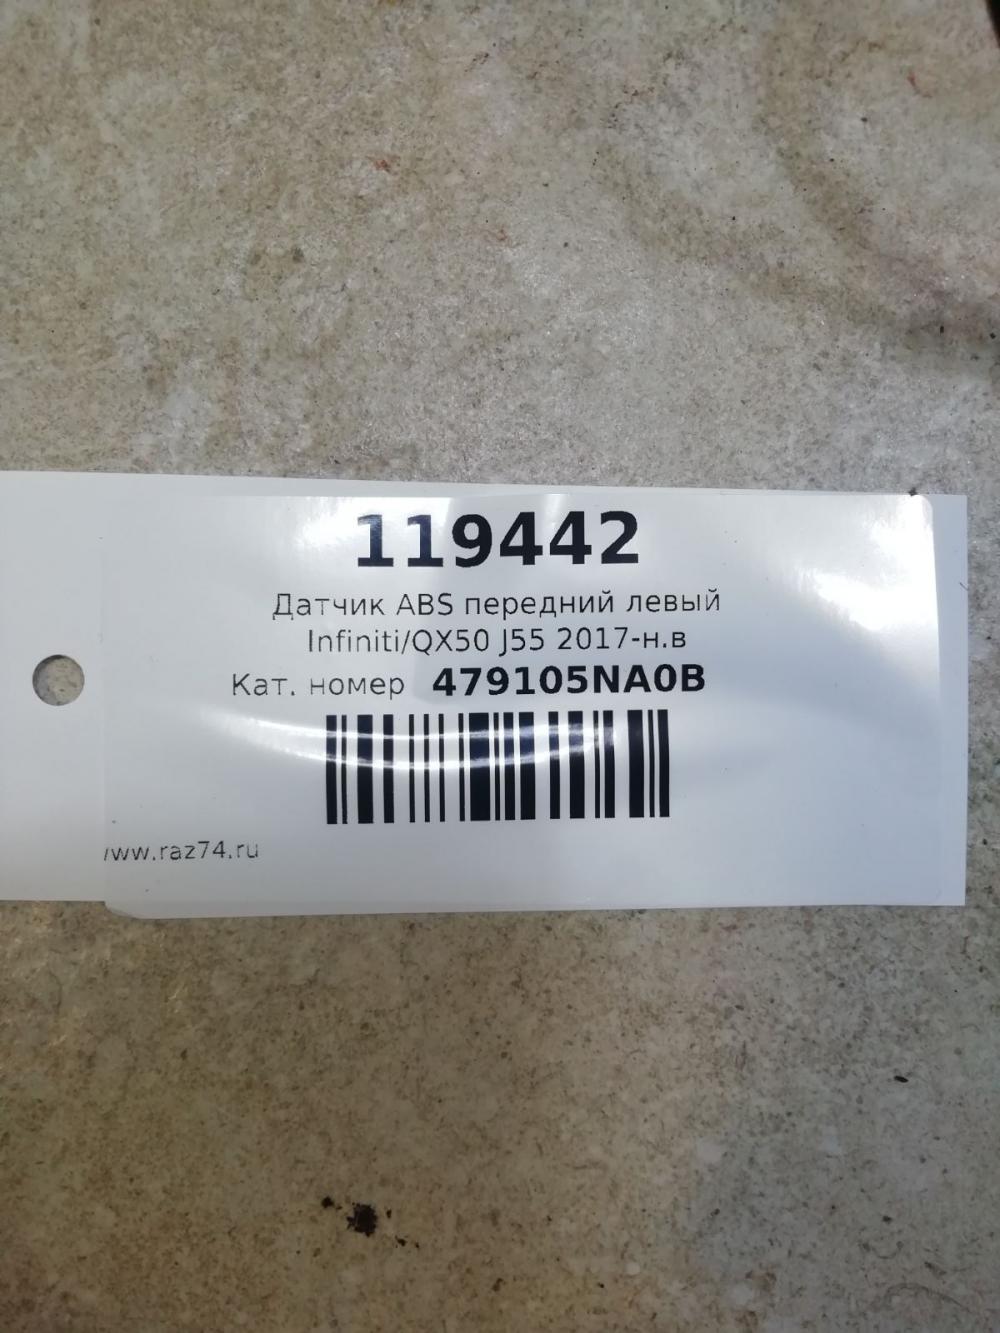 119442
Датчик ABS передний левый
Infiniti/QX50 J55 2017-н.в
Кат. номер 479105NA0B
www.raz74.ru